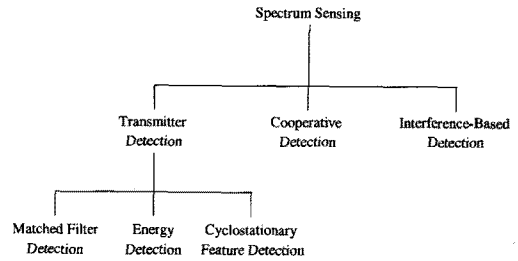 Spectrum Sensing
Transmitter
Detection
Cooperative
Detection
Interference-Based
Detection
Matched Filter
Detection
Energy
Detection
Cyclostationary
Feature Detection